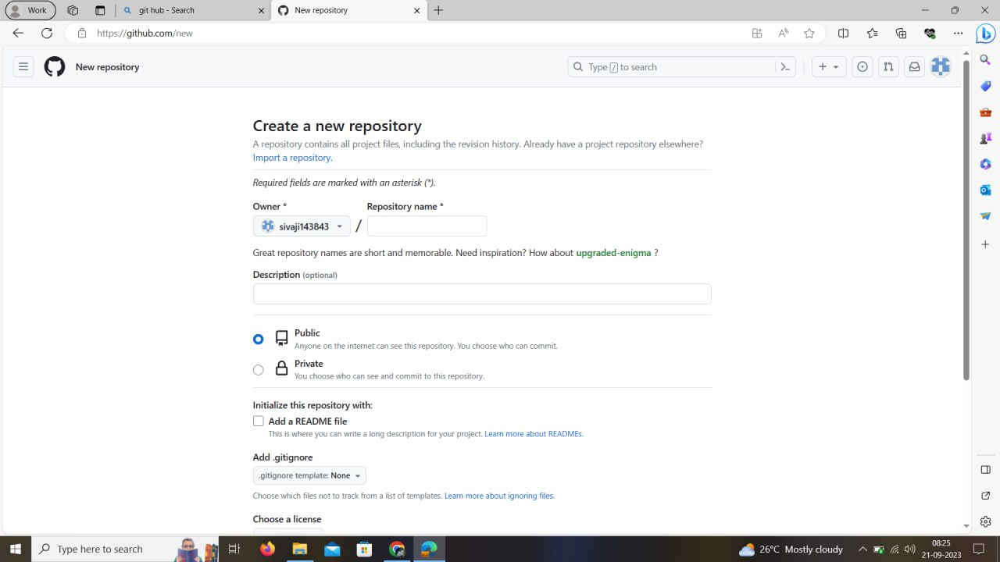 Work
git hub - Search
New repository
https://github.com/new
New repository
Type / to search
Create a new repository
A repository contains all project files, including the revision history. Already have a project repository elsewhere?
Import a repository.
Required fields are marked with an asterisk (*).
Owner * Repository name *
sivaji143843 /
Great repository names are short and memorable. Need inspiration? How about upgraded-enigma ?
Description (optional)
Public
Anyone on the internet can see this repository. You choose who can commit.
Private
You choose who can see and commit to this repository.
Initialize this repository with:
Add a README file
This is where you can write a long description for your project. Learn more about READMEs.
Add .gitignore
.gitignore template: None
Choose which files not to track from a list of templates. Learn more about ignoring files.
Choose a license
Type here to search
26°C Mostly cloudy
08:25
21-09-2023